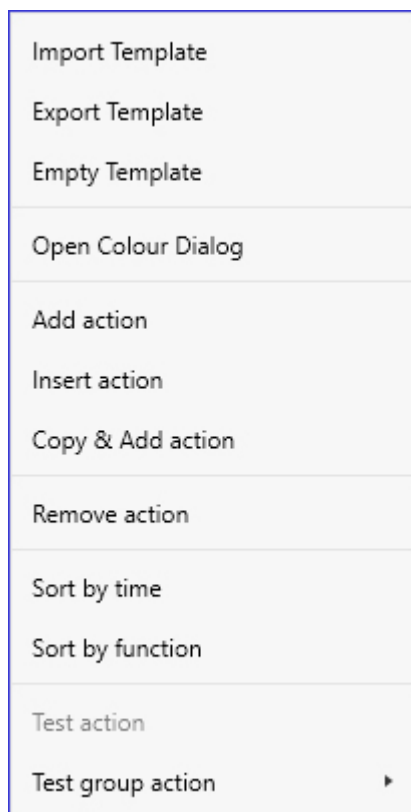 Import Template
Export Template
Empty Template
Open Colour Dialog
Add action
Insert action
Copy & Add action
Remove action
Sort by time
Sort by function
Test action
Test group action